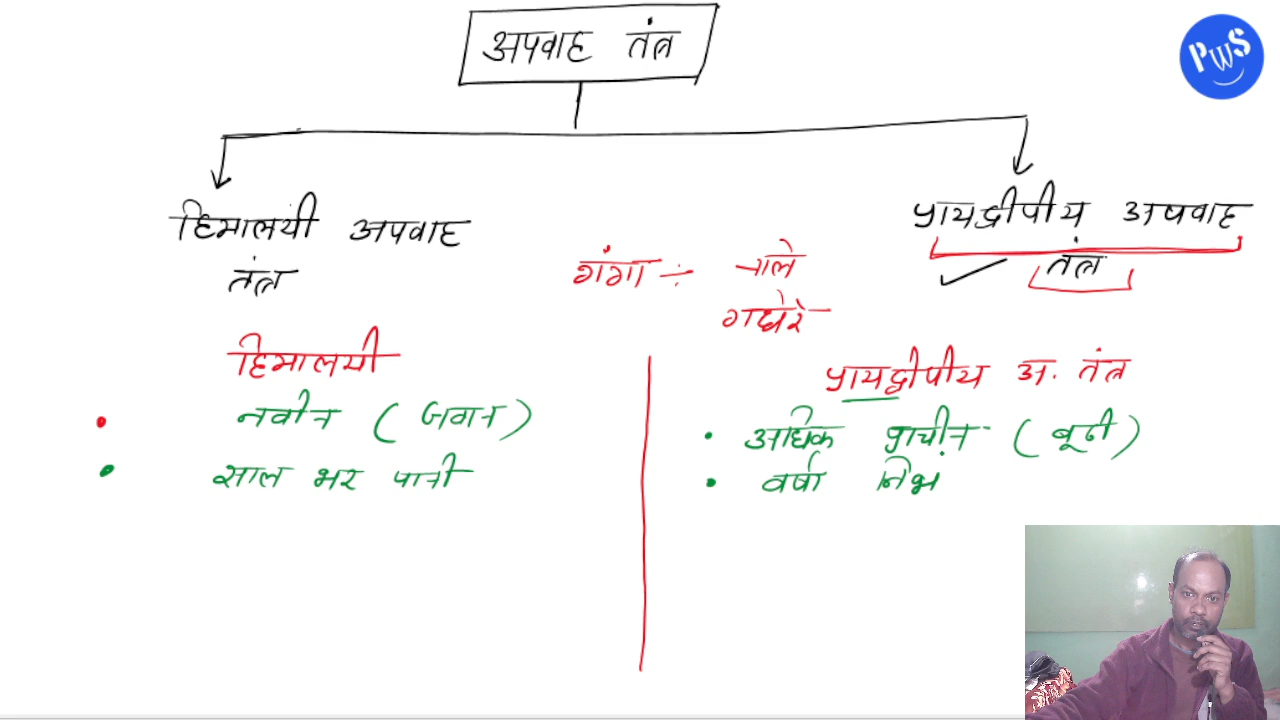 अपवाह तंत्र
PWS
हिमालयी अपवाह
तंत्र
प्रायद्वीपीय अपवाह
तंत्र
गंगा ÷ नाले
गधेरे
हिमालयी
प्रायद्वीपीय अ. तंत्र
• नवीन (जवान)
• साल भर पानी
• अधिक प्राचीन (बूढी)
• वर्षा निर्भ